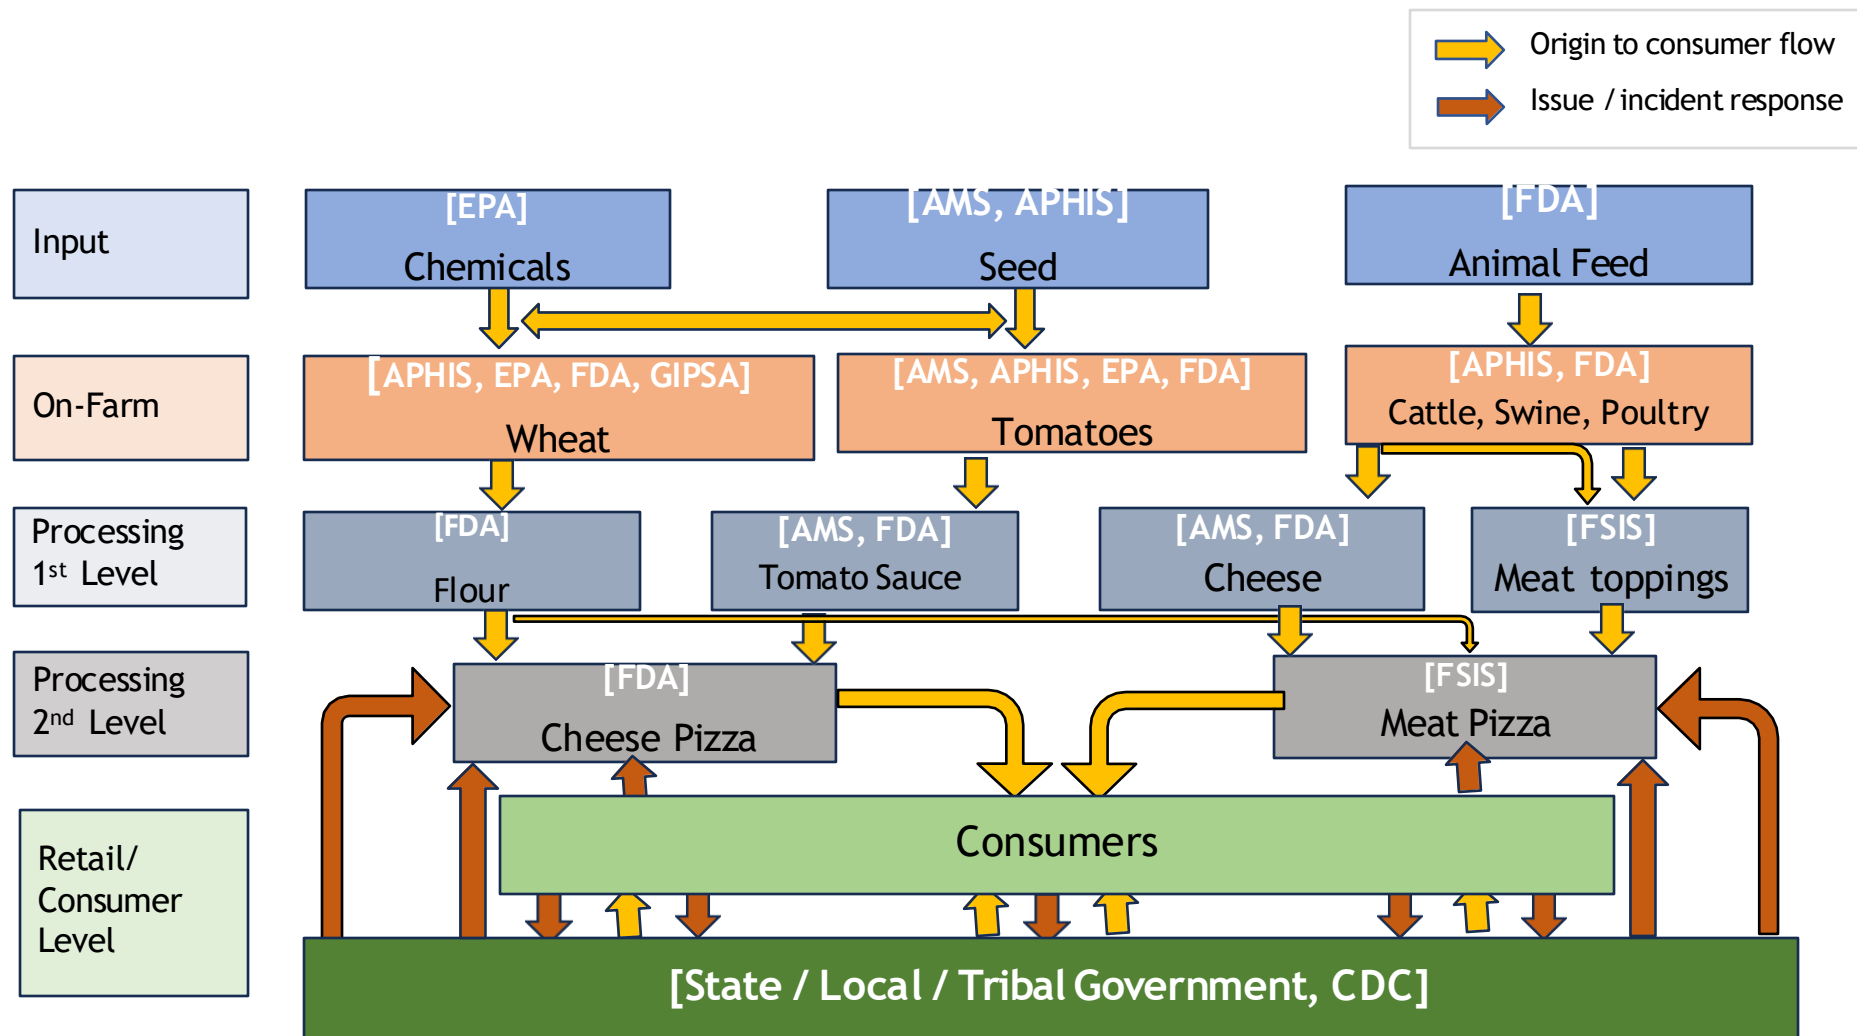 Origin to consumer flow
Issue / incident response
Input
[EPA]
Chemicals
[AMS, APHIS]
Seed
[FDA]
Animal Feed
On-Farm
[APHIS, EPA, FDA, GIPSA]
Wheat
[AMS, APHIS, EPA, FDA]
Tomatoes
[APHIS, FDA]
Cattle, Swine, Poultry
Processing
1st Level
[FDA]
Flour
[AMS, FDA]
Tomato Sauce
[AMS, FDA]
Cheese
[FSIS]
Meat toppings
Processing
2nd Level
[FDA]
Cheese Pizza
[FSIS]
Meat Pizza
Retail/
Consumer
Level
Consumers
[State / Local / Tribal Government, CDC]